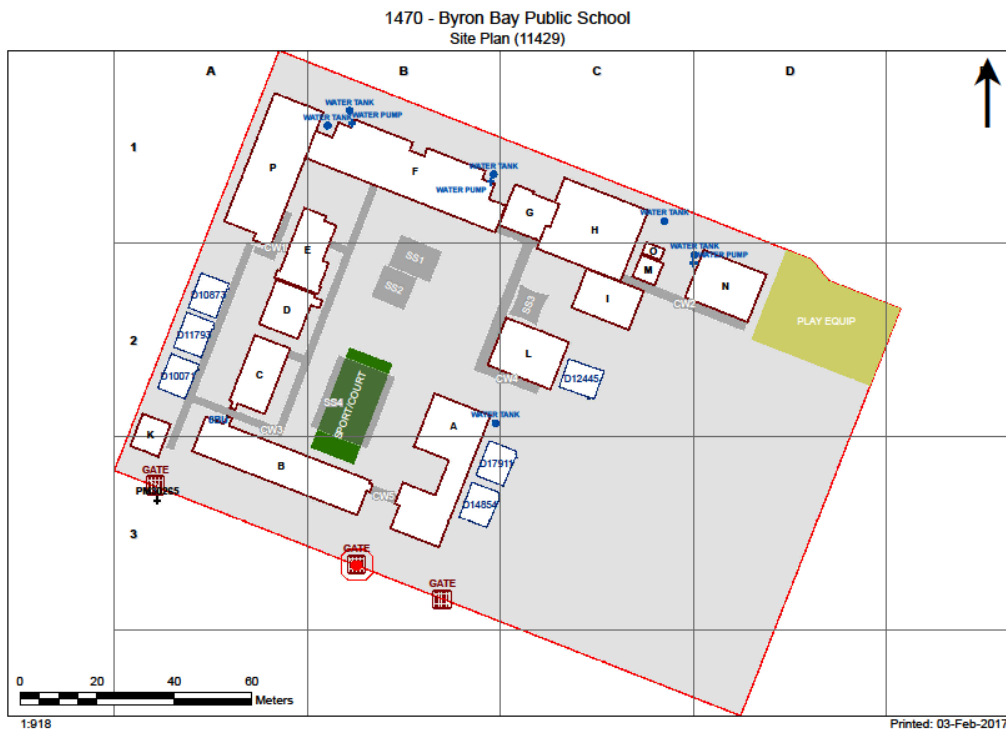 1470 - Byron Bay Public School
Site Plan (11429)
A
B
C
D
WATER TANK
WATER TANK
WATER PUMP
1
P
F
WATER TANK
WATER PUMP
G
H
WATER TANK
CW1
E
SS1
O
WATER TANK
WATER PUMP
M
SS2
N
D10873
I
SS3
CW2
D
D11793
PLAY EQUIP
2
L
D10071
C
CW4
D12445
SS4
SPORT/COURT
WATER TANK
A
K
CW3
B
D17911
GATE
CW5
D14854
3
GATE
GATE
0 20 40 60
Meters
1:918
Printed: 03-Feb-2017